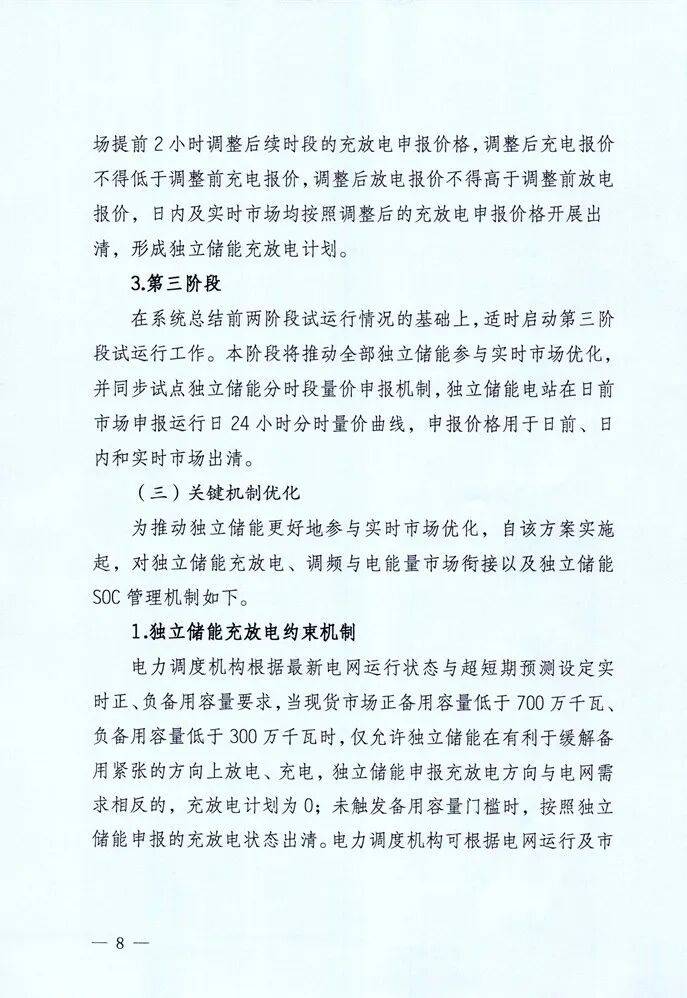 场提前2小时调整后续时段的充放电申报价格，调整后充电报价
不得低于调整前充电报价，调整后放电报价不得高于调整前放电
报价，日内及实时市场均按照调整后的充放电申报价格开展出
清，形成独立储能充放电计划。
3.第三阶段
在系统总结前两阶段试运行情况的基础上，适时启动第三阶
段试运行工作。本阶段将推动全部独立储能参与实时市场优化，
并同步试点独立储能分时段量价申报机制，独立储能电站在日前
市场申报运行日24小时分时量价曲线，申报价格用于日前、日
内和实时市场出清。
（三）关键机制优化
为推动独立储能更好地参与实时市场优化，自该方案实施
起，对独立储能充放电、调频与电能量市场衔接以及独立储能
SOC管理机制如下。
1.独立储能充放电约束机制
电力调度机构根据最新电网运行状态与超短期预测设定实
时正、负备用容量要求，当现货市场正备用容量低于700万千瓦、
负备用容量低于300万千瓦时，仅允许独立储能在有利于缓解备
用紧张的方向上放电、充电，独立储能申报充放电方向与电网需
求相反的，充放电计划为0；未触发备用容量门槛时，按照独立
储能申报的充放电状态出清。电力调度机构可根据电网运行及市
— 8 —